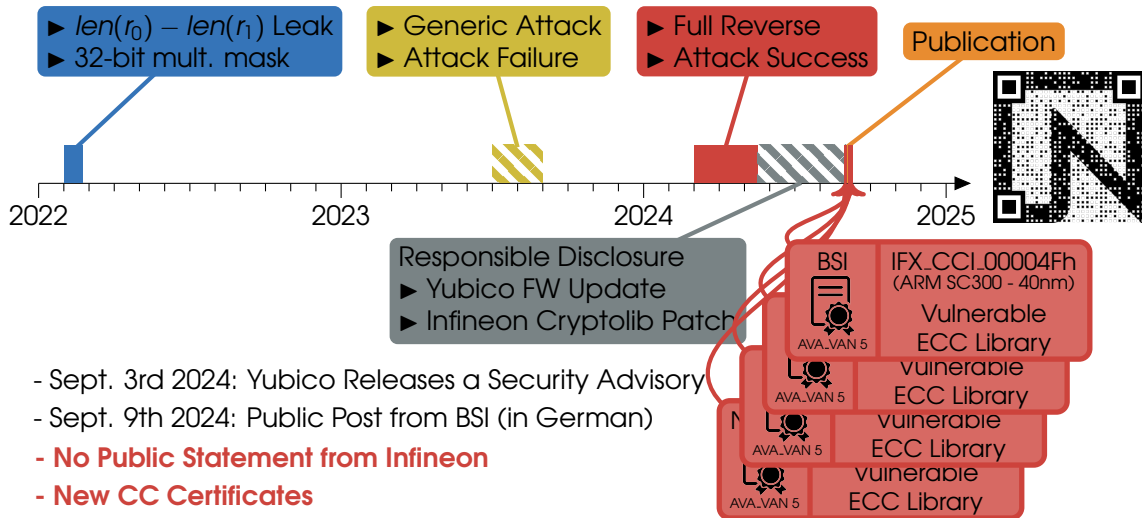 ► len(r₀) − len(r₁) Leak
► 32-bit mult. mask
► Generic Attack
► Attack Failure
► Full Reverse
► Attack Success
Publication
2022
2023
2024
2025
Responsible Disclosure
► Yubico FW Update
► Infineon Cryptolib Patch
BSI
AVA_VAN 5
IFX_CCI_00004Fh
(ARM SC300 - 40nm)
Vulnerable
ECC Library
AVA_VAN 5
Vulnerable
ECC Library
AVA_VAN 5
Vulnerable
ECC Library
AVA_VAN 5
Vulnerable
ECC Library
- Sept. 3rd 2024: Yubico Releases a Security Advisory
- Sept. 9th 2024: Public Post from BSI (in German)
- No Public Statement from Infineon
- New CC Certificates